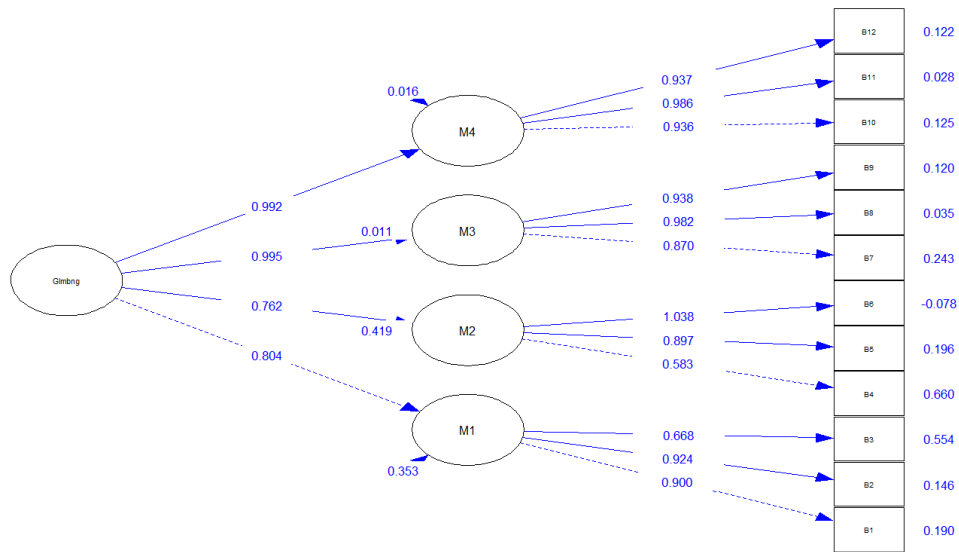 B12 0.122
0.937
B11 0.028
0.016
0.986
M4
0.936
B10 0.125
B9 0.120
0.938
0.992
B8 0.035
0.011
M3
0.982
0.870
0.995
B7 0.243
Glmbng
B6 -0.078
0.762
1.038
0.419
M2
0.897
B5 0.196
0.583
0.804
B4 0.660
M1
0.668
B3 0.554
0.924
0.353
0.900
B2 0.146
B1 0.190